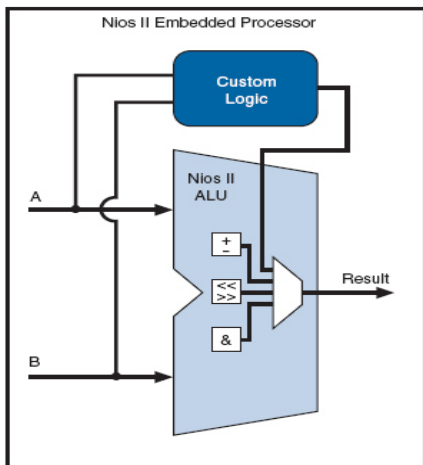 Nios II Embedded Processor
Custom
Logic
Nios II
ALU
A
+
-
<<
>>
Result
&
B